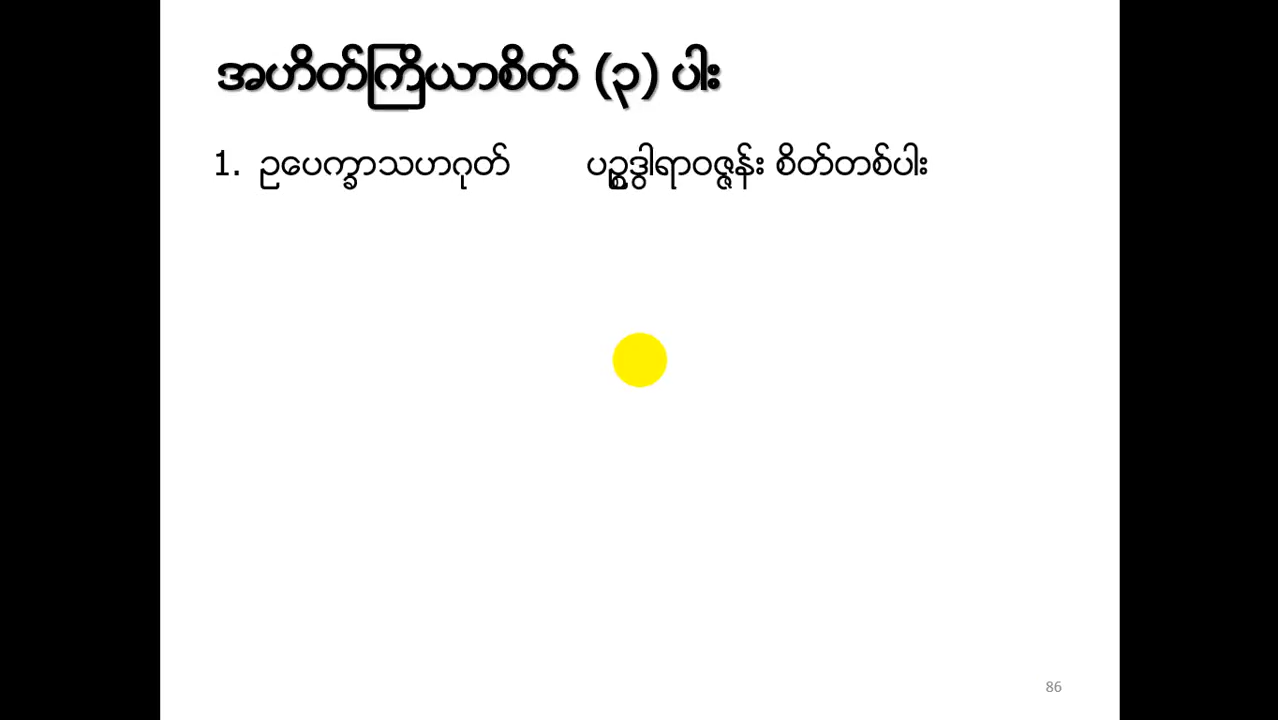 အဟိတ်ကြိယာစိတ် (၃) ပါး
1. ဥပေက္ခာသဟဂုတ် ပဉ္စဒွါရာဝဇ္ဇန်း စိတ်တစ်ပါး
86